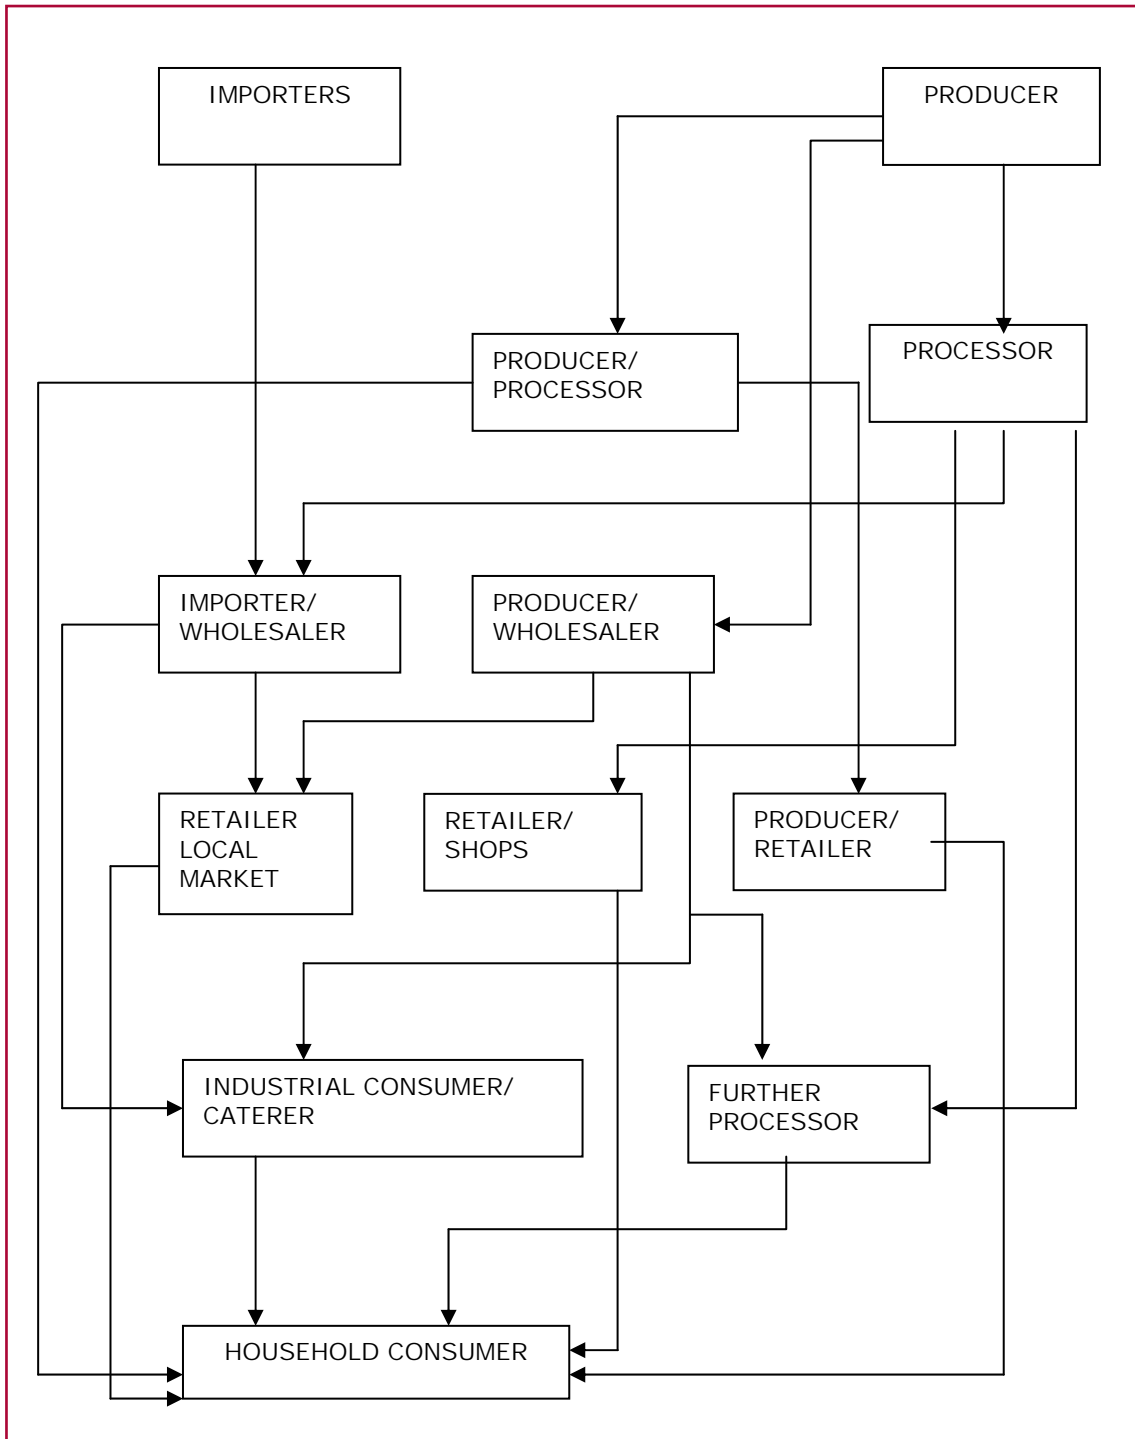 IMPORTERS
PRODUCER
PRODUCER/
PROCESSOR
PROCESSOR
IMPORTER/
WHOLESALER
PRODUCER/
WHOLESALER
RETAILER
LOCAL
MARKET
RETAILER/
SHOPS
PRODUCER/
RETAILER
INDUSTRIAL CONSUMER/
CATERER
FURTHER
PROCESSOR
HOUSEHOLD CONSUMER